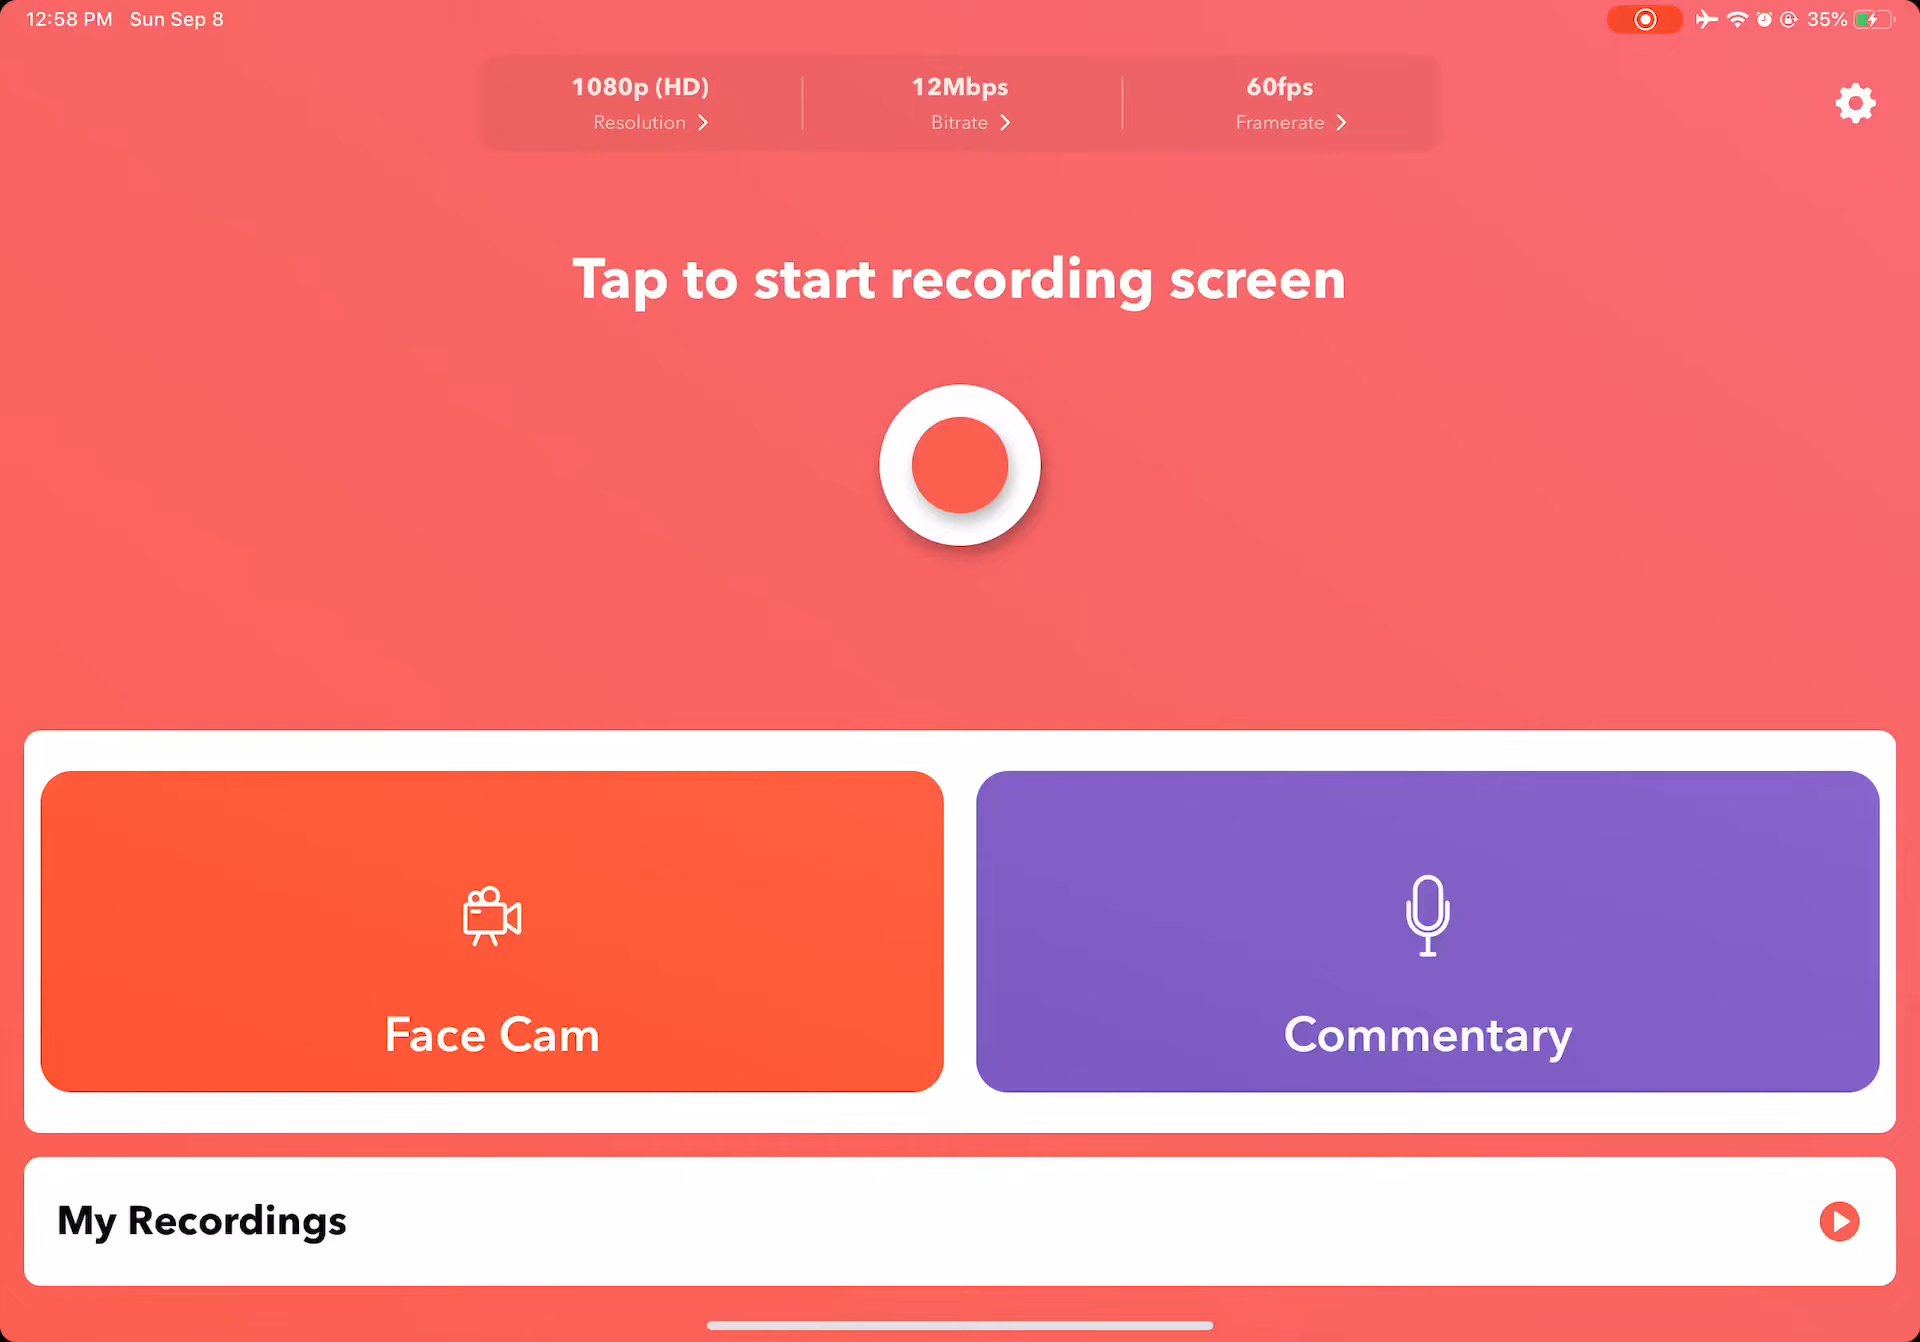 12:58 PM Sun Sep 8 35%
1080p (HD) 12Mbps 60fps
Resolution Bitrate Framerate
Tap to start recording screen
Face Cam Commentary
My Recordings